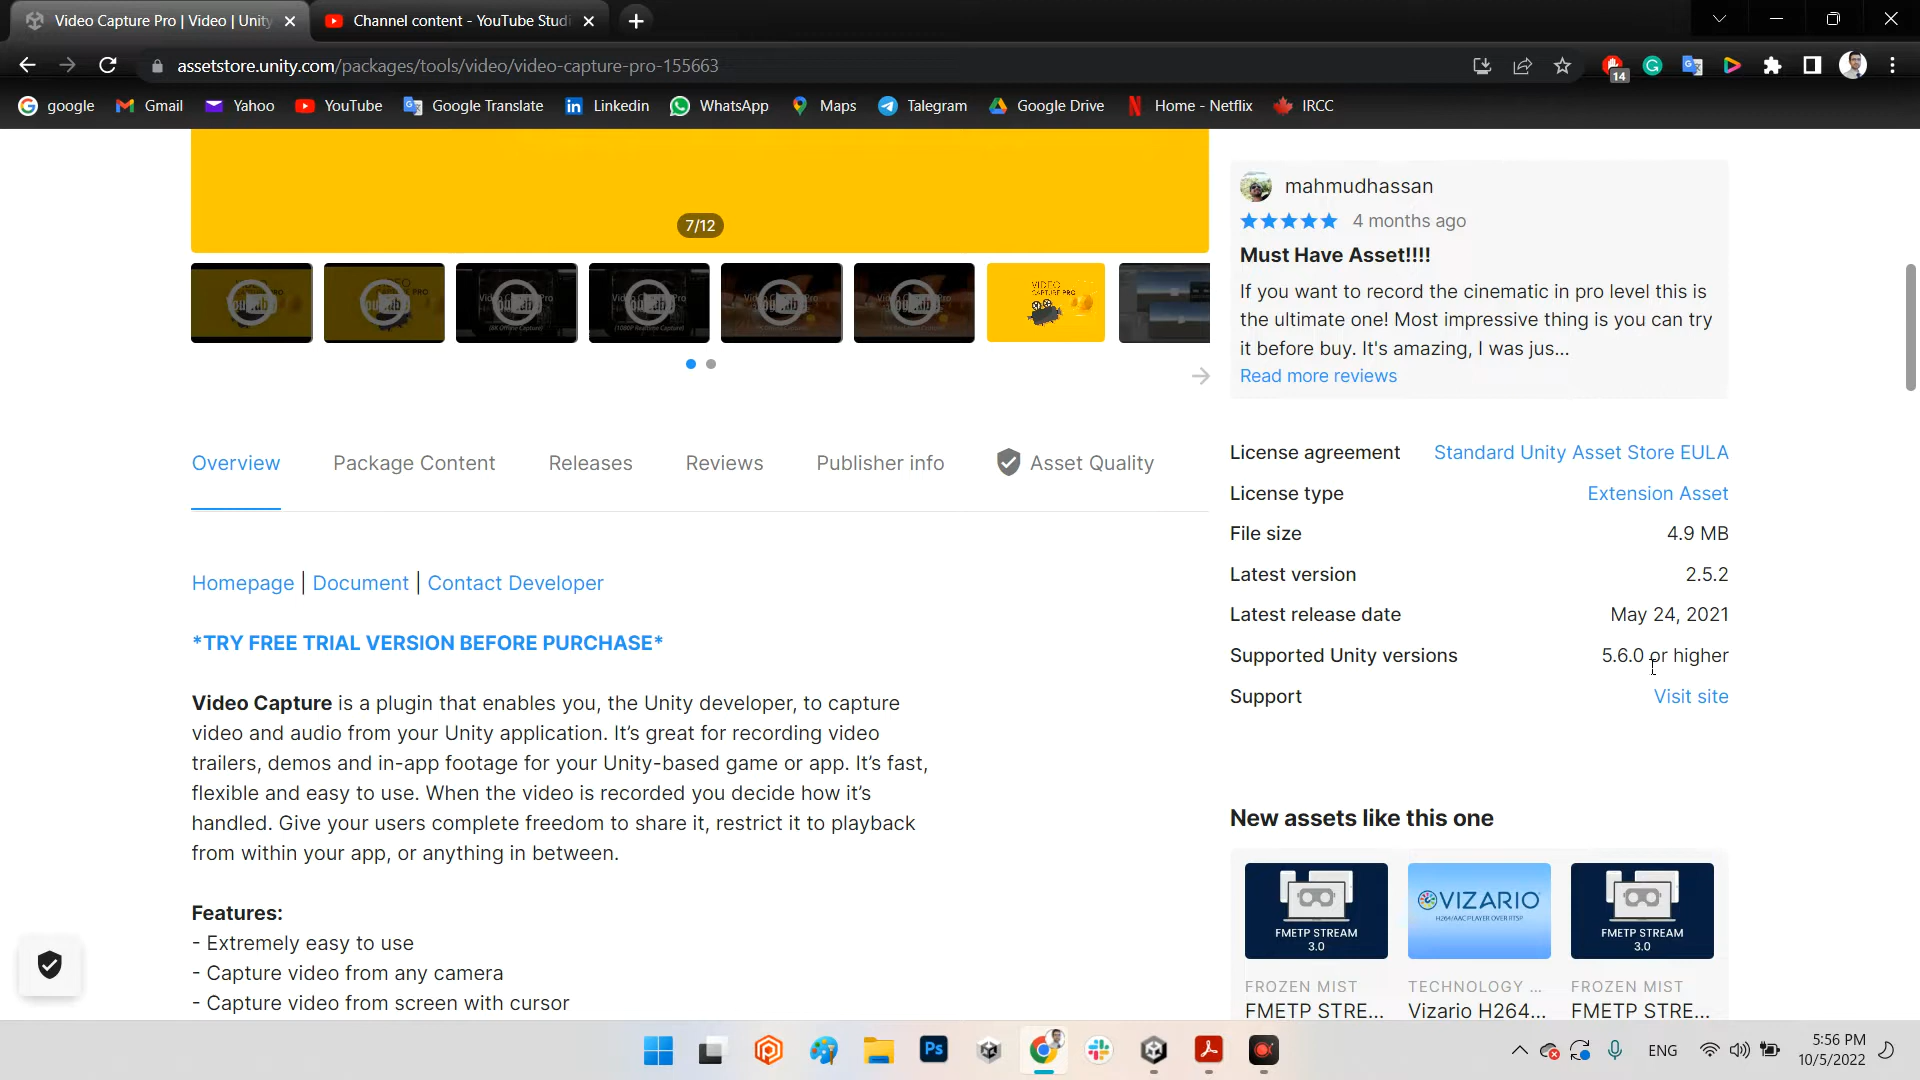 Video Capture Pro | Video | Unity
Channel content - YouTube Studi
assetstore.unity.com/packages/tools/video/video-capture-pro-155663
14
google
Gmail
Yahoo
YouTube
Google Translate
Linkedin
WhatsApp
Maps
Telegram
Google Drive
Home - Netflix
IRCC
7/12
VIDEO
CAPTURE PRO
mahmudhassan
4 months ago
Must Have Asset!!!!
If you want to record the cinematic in pro level this is
the ultimate one! Most impressive thing is you can try
it before buy. It's amazing, I was jus...
Read more reviews
Overview
Package Content
Releases
Reviews
Publisher info
Asset Quality
License agreement Standard Unity Asset Store EULA
License type Extension Asset
File size 4.9 MB
Latest version 2.5.2
Latest release date May 24, 2021
Supported Unity versions 5.6.0 or higher
Support Visit site
Homepage | Document | Contact Developer
*TRY FREE TRIAL VERSION BEFORE PURCHASE*
Video Capture is a plugin that enables you, the Unity developer, to capture
video and audio from your Unity application. It's great for recording video
trailers, demos and in-app footage for your Unity-based game or app. It's fast,
flexible and easy to use. When the video is recorded you decide how it's
handled. Give your users complete freedom to share it, restrict it to playback
from within your app, or anything in between.
Features:
- Extremely easy to use
- Capture video from any camera
- Capture video from screen with cursor
New assets like this one
FMETP STREAM
3.0
VIZARIO
H264/AAC PLAYER OVER RTSP
FMETP STREAM
3.0
FROZEN MIST
TECHNOLOGY ...
FROZEN MIST
FMETP STRE...
Vizario H264...
FMETP STRE...
Ps
ENG
5:56 PM
10/5/2022